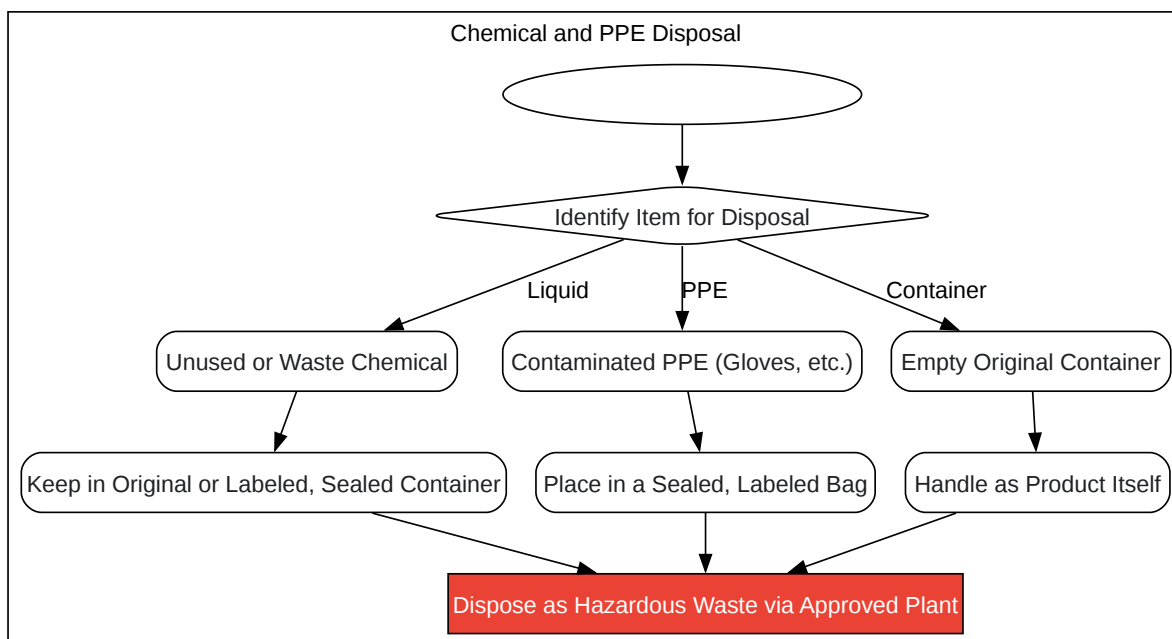 Chemical and PPE Disposal
Identify Item for Disposal
Liquid
PPE
Container
Unused or Waste Chemical
Contaminated PPE (Gloves, etc.)
Empty Original Container
Keep in Original or Labeled, Sealed Container
Place in a Sealed, Labeled Bag
Handle as Product Itself
Dispose as Hazardous Waste via Approved Plant